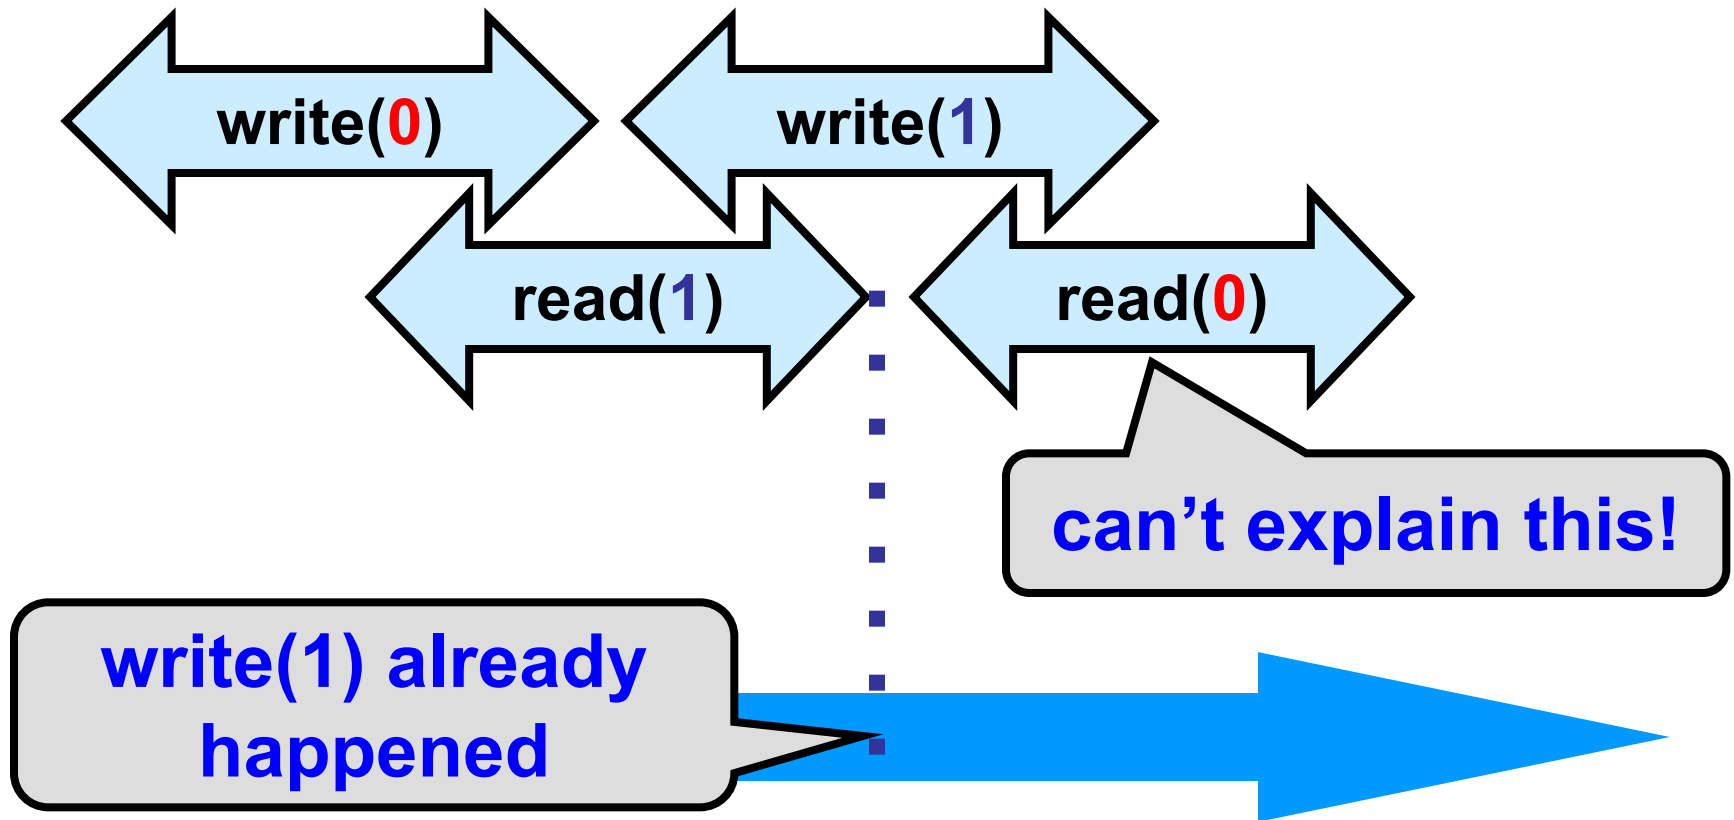 write(0)
write(1)
read(1)
read(0)
can’t explain this!
write(1) already
happened